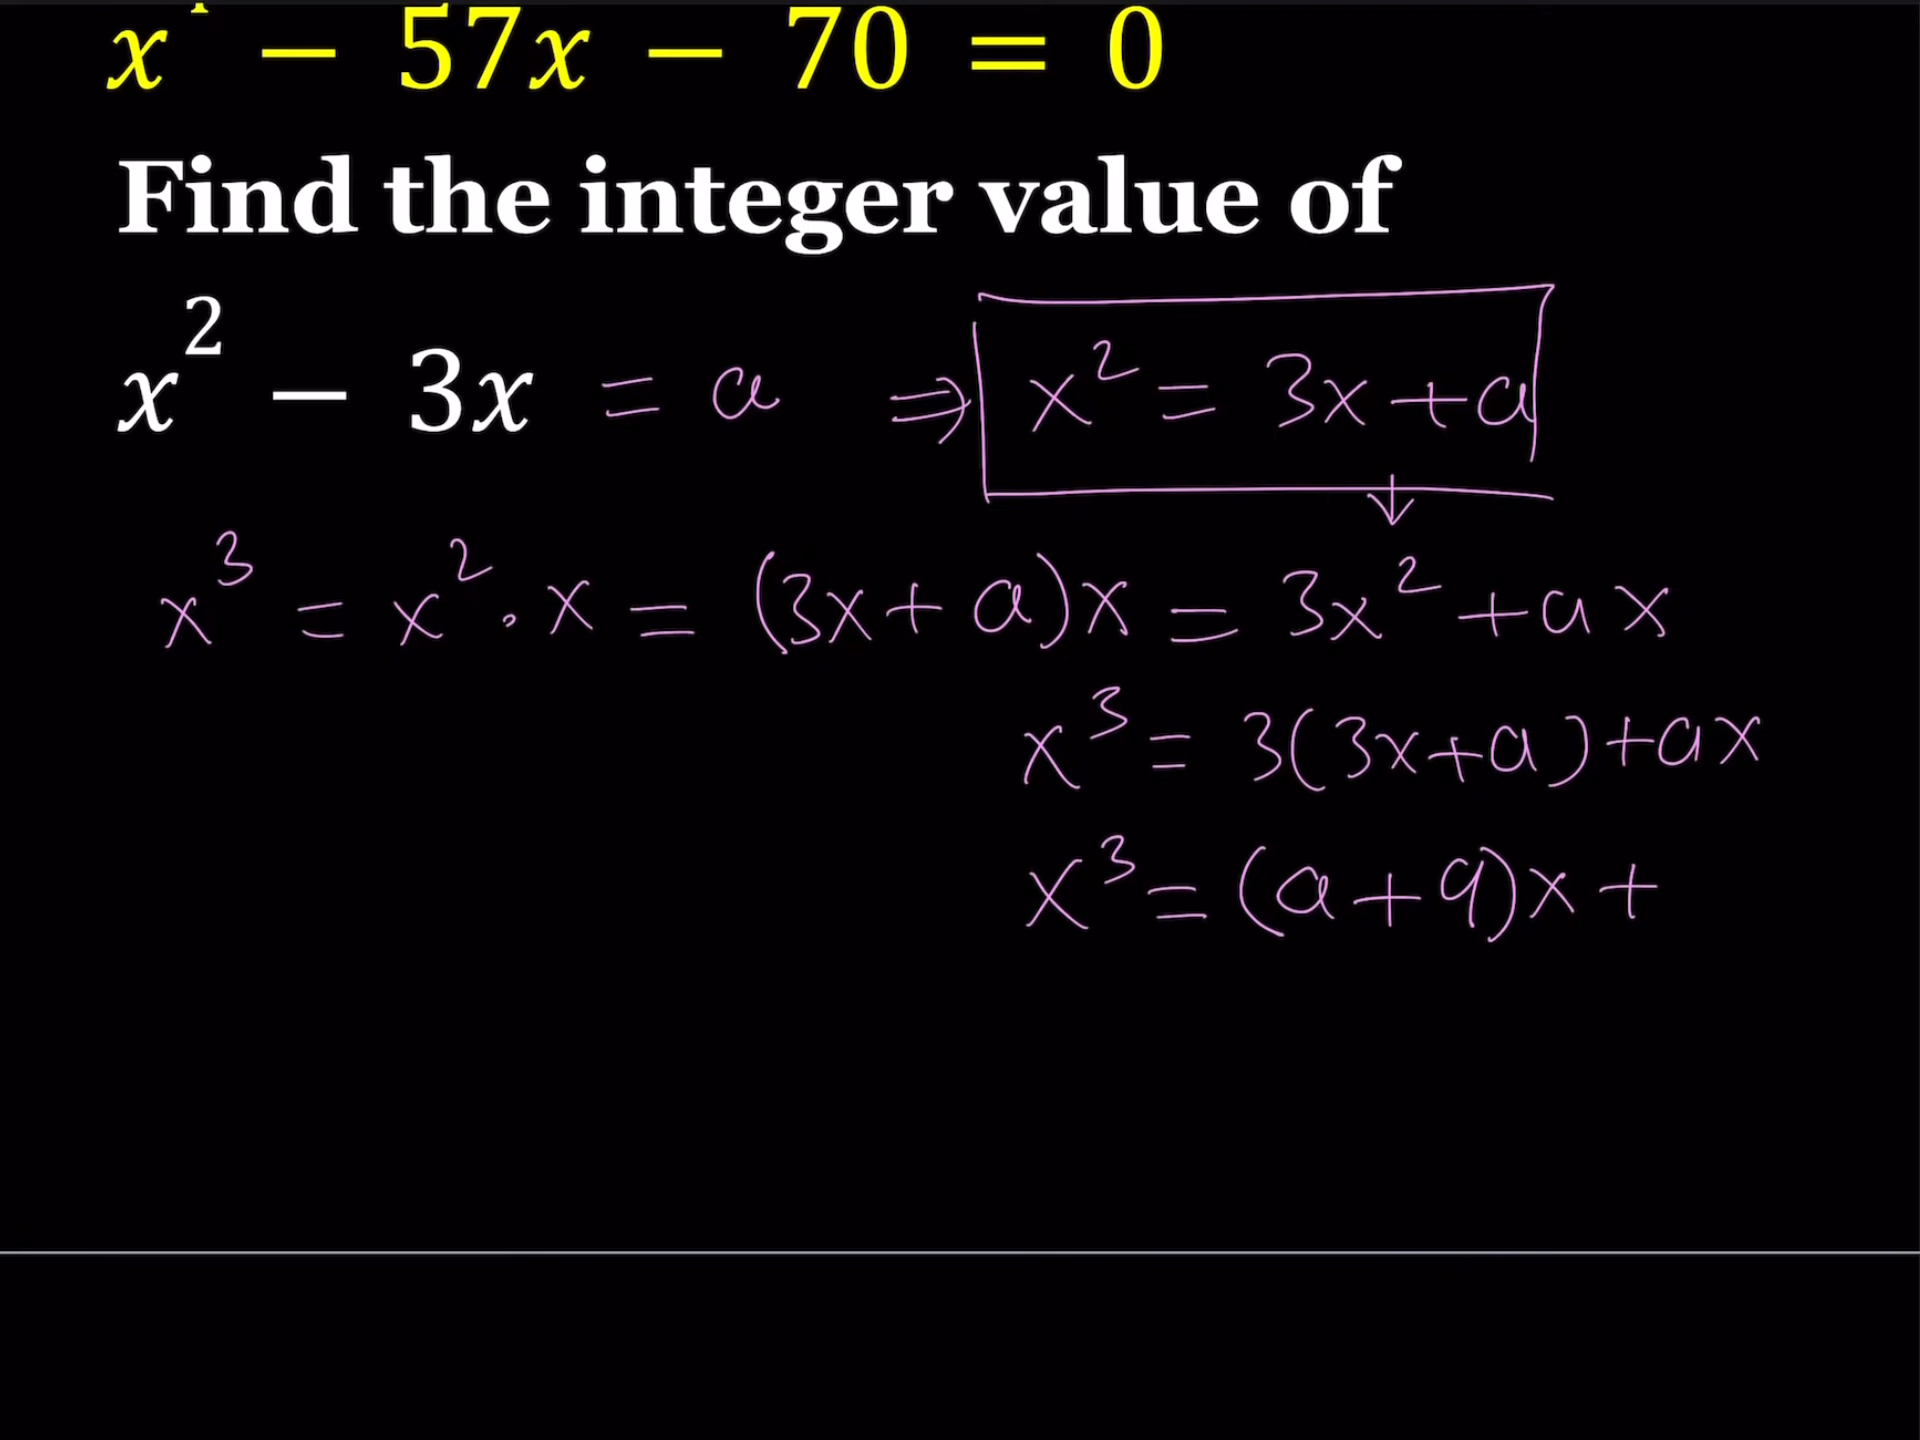 x − 57x − 70 = 0
Find the integer value of
x² − 3x = a ⇒ x² = 3x + a
x³ = x² · x = (3x + a)x = 3x² + ax
x³ = 3(3x + a) + ax
x³ = (a + 9)x +